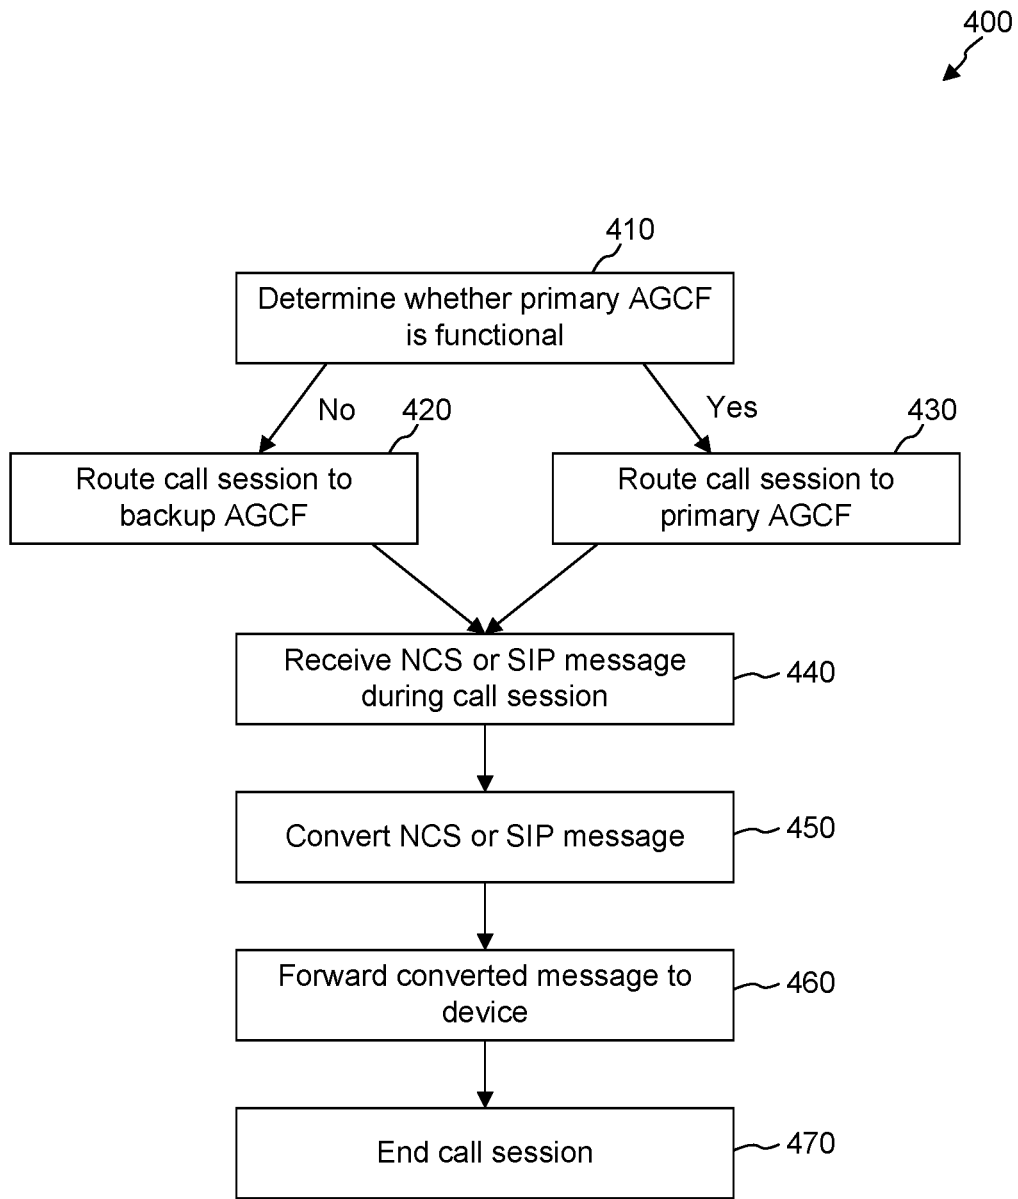 400
410
Determine whether primary AGCF
is functional
No
420
Yes
430
Route call session to
backup AGCF
Route call session to
primary AGCF
Receive NCS or SIP message
during call session
440
Convert NCS or SIP message
450
Forward converted message to
device
460
End call session
470